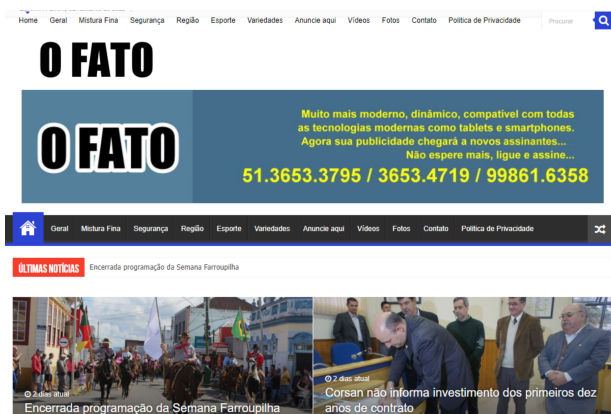 Home Geral Mistura Fina Segurança Região Esporte Variedades Anuncie aqui Vídeos Fotos Contato Politica de Privacidade Procurar
O FATO
O FATO
Muito mais moderno, dinâmico, compatível com todas
as tecnologias modernas como tablets e smartphones.
Agora sua publicidade chegará a novos assinantes...
Não espere mais, ligue e assine...
51.3653.3795 / 3653.4719 / 99861.6358
Geral Mistura Fina Segurança Região Esporte Variedades Anuncie aqui Vídeos Fotos Contato Politica de Privacidade
ÚLTIMAS NOTÍCIAS Encerrada programação da Semana Farroupilha
2 dias atual
Encerrada programação da Semana Farroupilha
2 dias atual
Corsan não informa investimento dos primeiros dez
anos de contrato